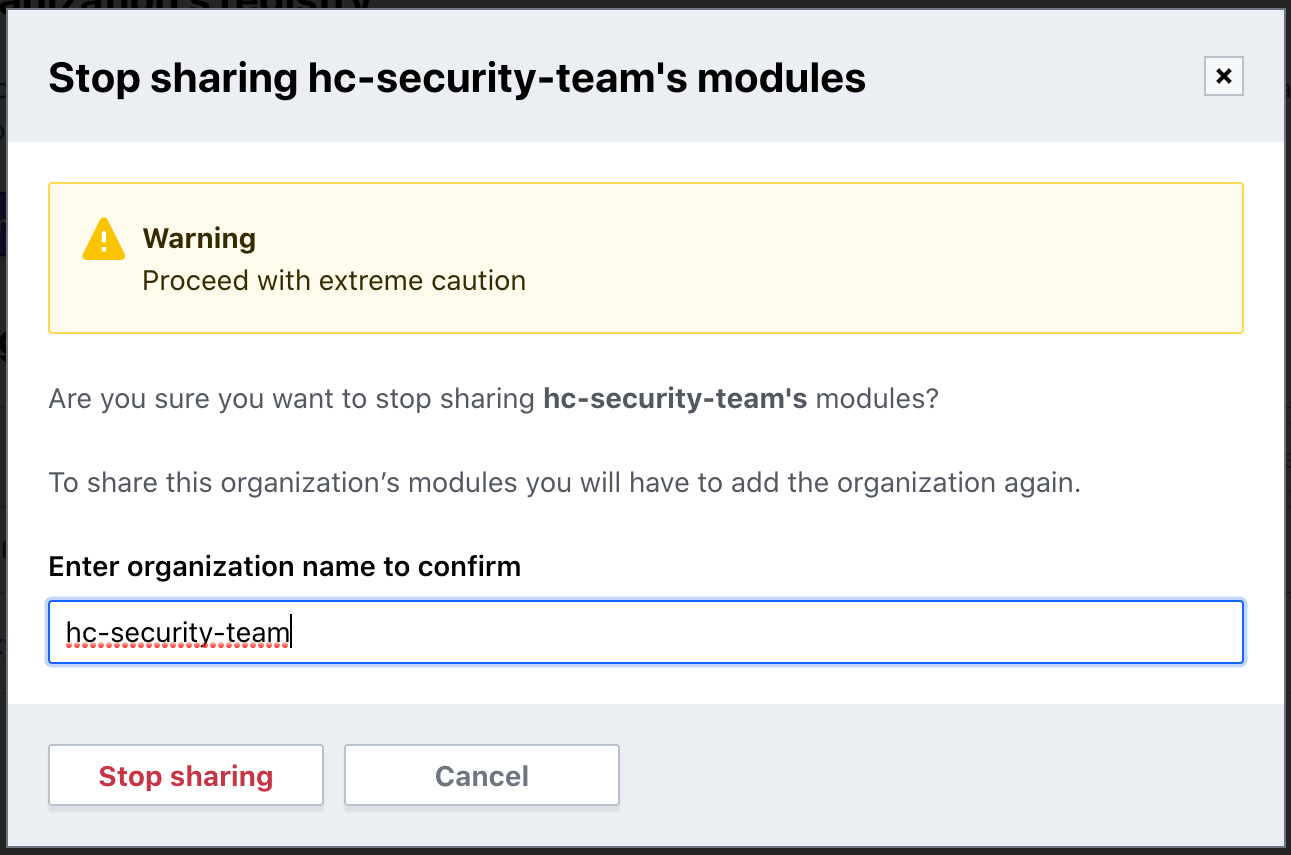 anization's registry
Stop sharing hc-security-team's modules
Warning
Proceed with extreme caution
Are you sure you want to stop sharing hc-security-team's modules?
To share this organization’s modules you will have to add the organization again.
Enter organization name to confirm
hc-security-team
Stop sharing
Cancel